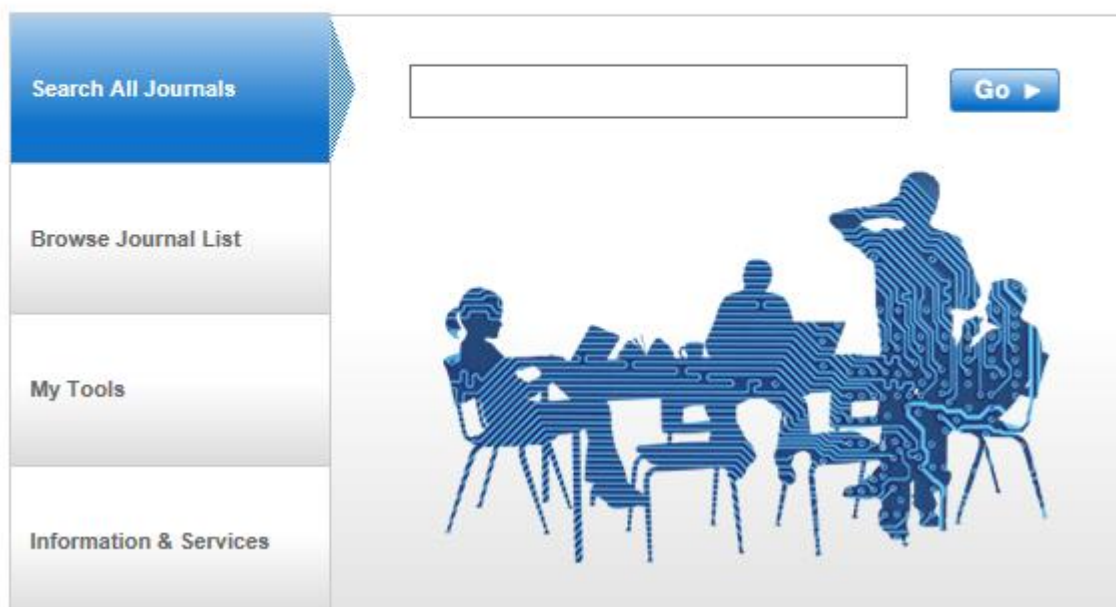 Search All Journals
Go
Browse Journal List
My Tools
Information & Services